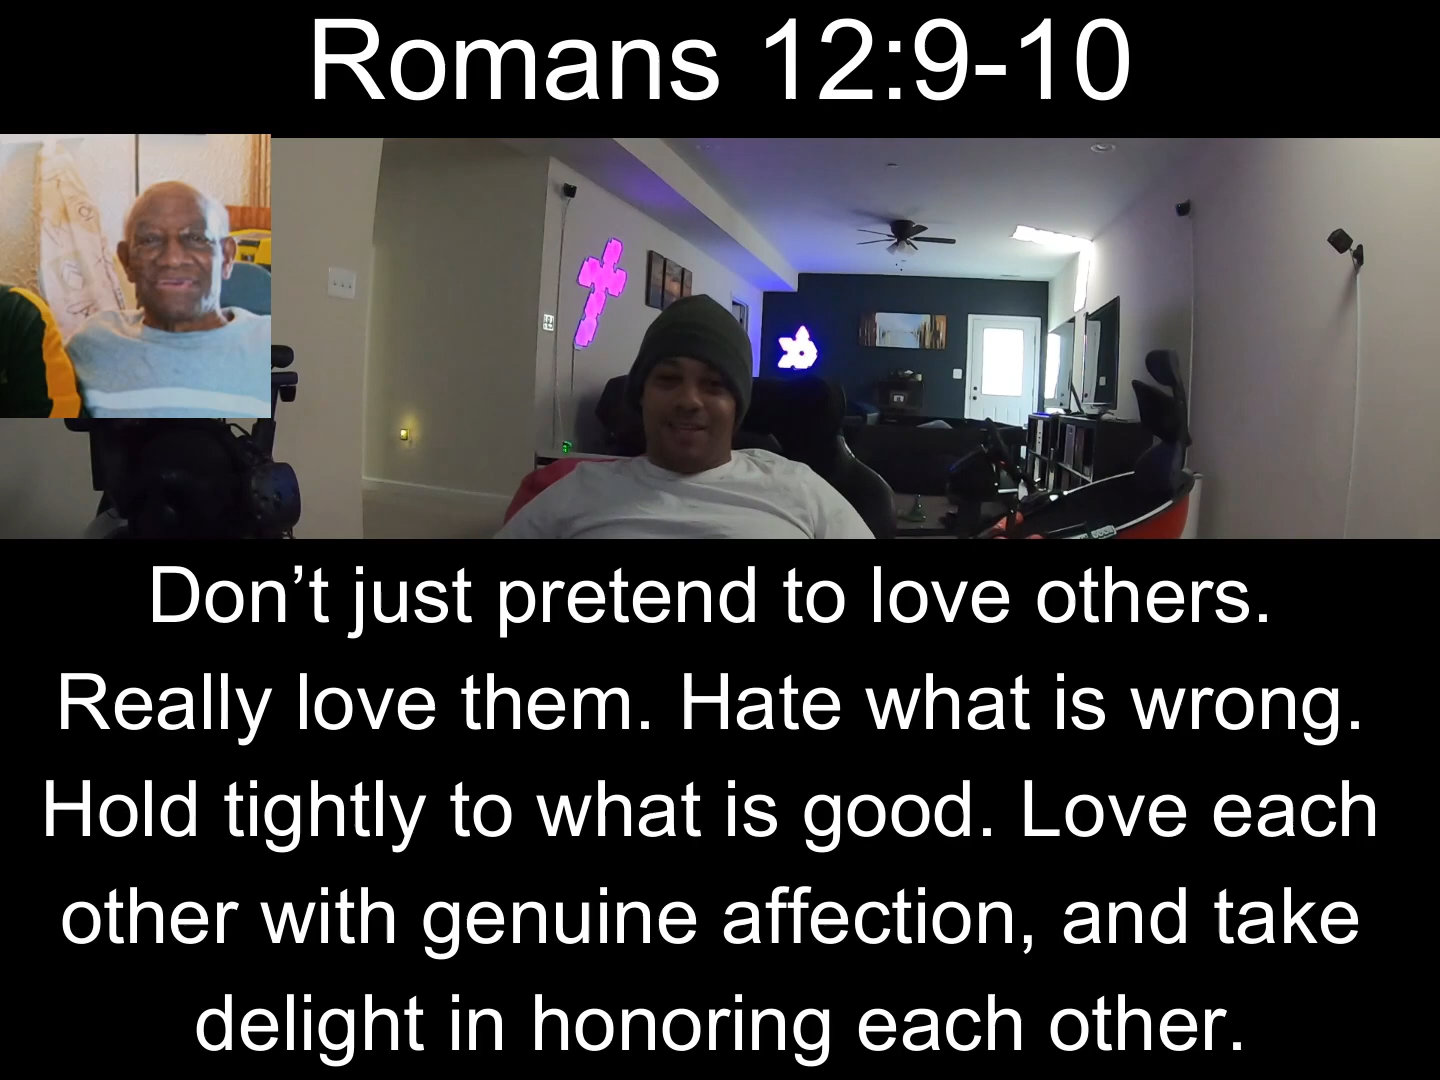 Romans 12:9-10
Don’t just pretend to love others.
Really love them. Hate what is wrong.
Hold tightly to what is good. Love each
other with genuine affection, and take
delight in honoring each other.